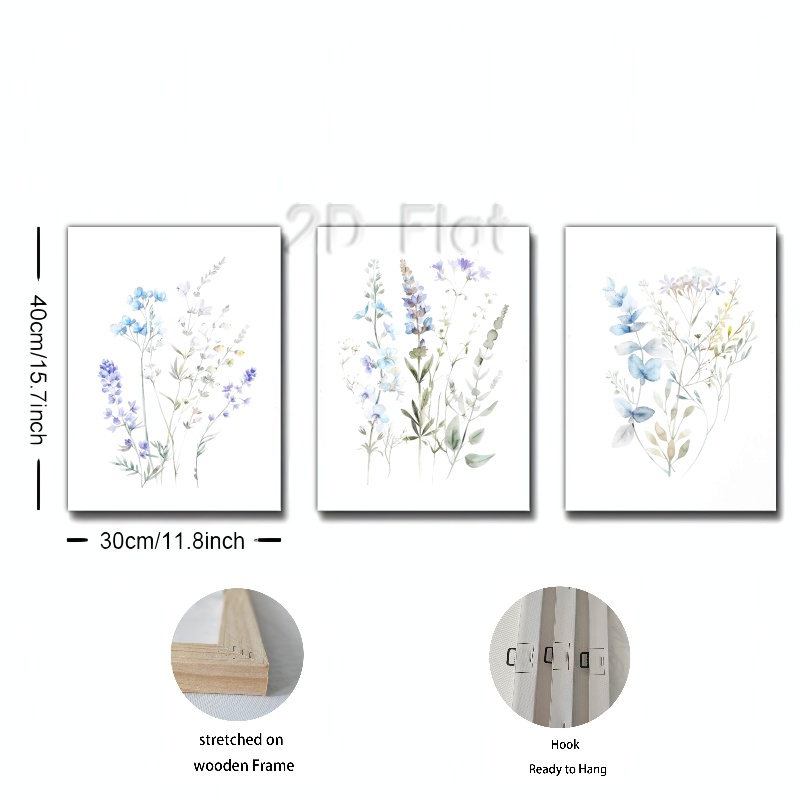 2D Flat
40cm/15.7inch
30cm/11.8inch
stretched on
wooden Frame
Hook
Ready to Hang